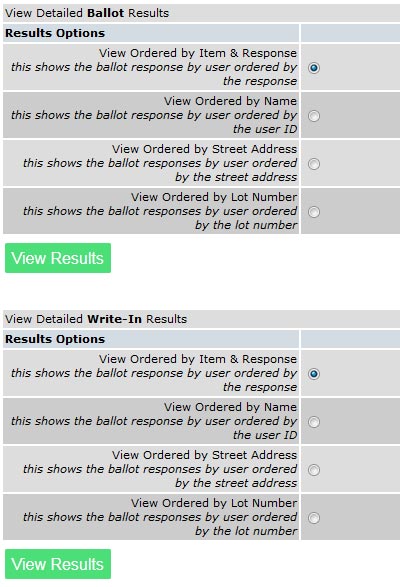 View Detailed Ballot Results
Results Options
View Ordered by Item & Response
this shows the ballot response by user ordered by
the response
View Ordered by Name
this shows the ballot responses by user ordered by
the user ID
View Ordered by Street Address
this shows the ballot responses by user ordered
by the street address
View Ordered by Lot Number
this shows the ballot responses by user ordered
by the lot number
View Results
View Detailed Write-In Results
Results Options
View Ordered by Item & Response
this shows the ballot response by user ordered by
the response
View Ordered by Name
this shows the ballot responses by user ordered by
the user ID
View Ordered by Street Address
this shows the ballot responses by user ordered
by the street address
View Ordered by Lot Number
this shows the ballot responses by user ordered
by the lot number
View Results